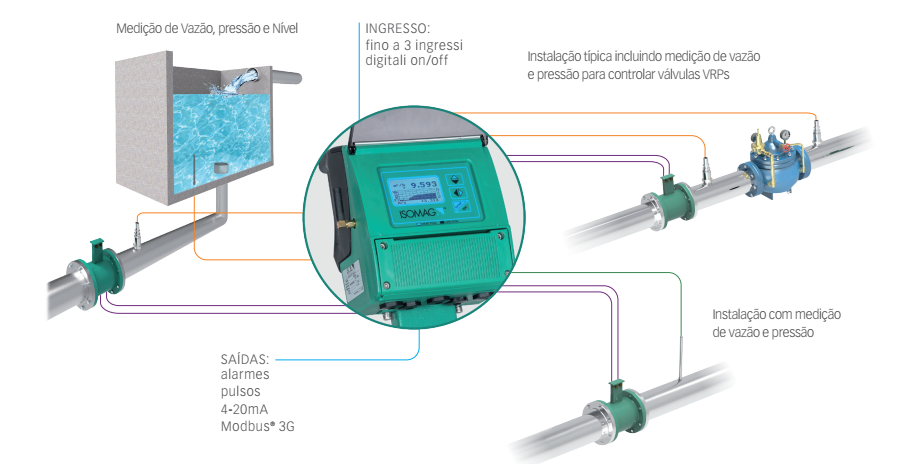 Medição de Vazão, pressão e Nível
INGRESSO:
fino a 3 ingressi
digitali on/off
Instalação típica incluindo medição de vazão
e pressão para controlar válvulas VRPs
9.593
ISOMAG
Instalação com medição
de vazão e pressão
SAÍDAS:
alarmes
pulsos
4-20mA
Modbus® 3G